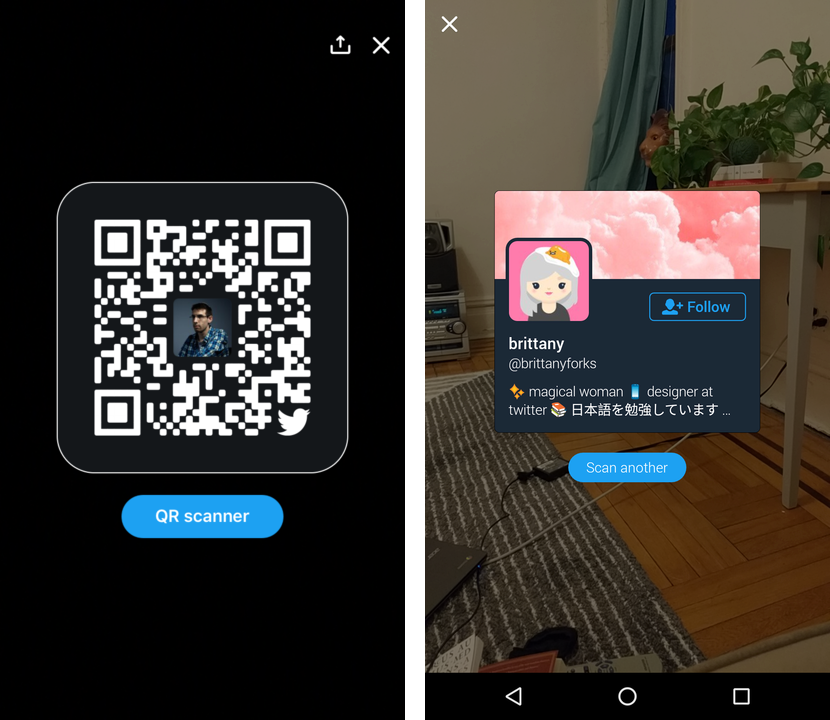 QR scanner
Follow
brittany
@brittanyforks
✨ magical woman 🧴 designer at
twitter 📚 日本語を勉強しています ...
Scan another